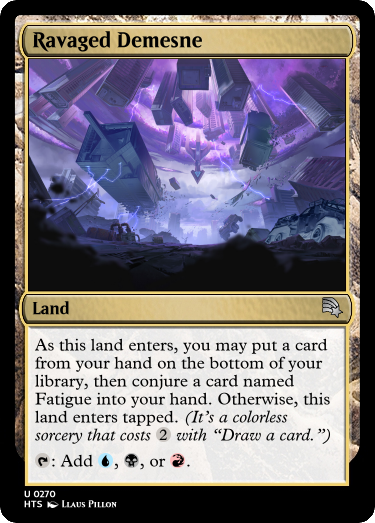 Ravaged Demesne
Land
As this land enters, you may put a card
from your hand on the bottom of your
library, then conjure a card named
Fatigue into your hand. Otherwise, this
land enters tapped. (It's a colorless
sorcery that costs 2 with “Draw a card.”)
: Add , , or .
U 0270
HTS Llaus Pillon